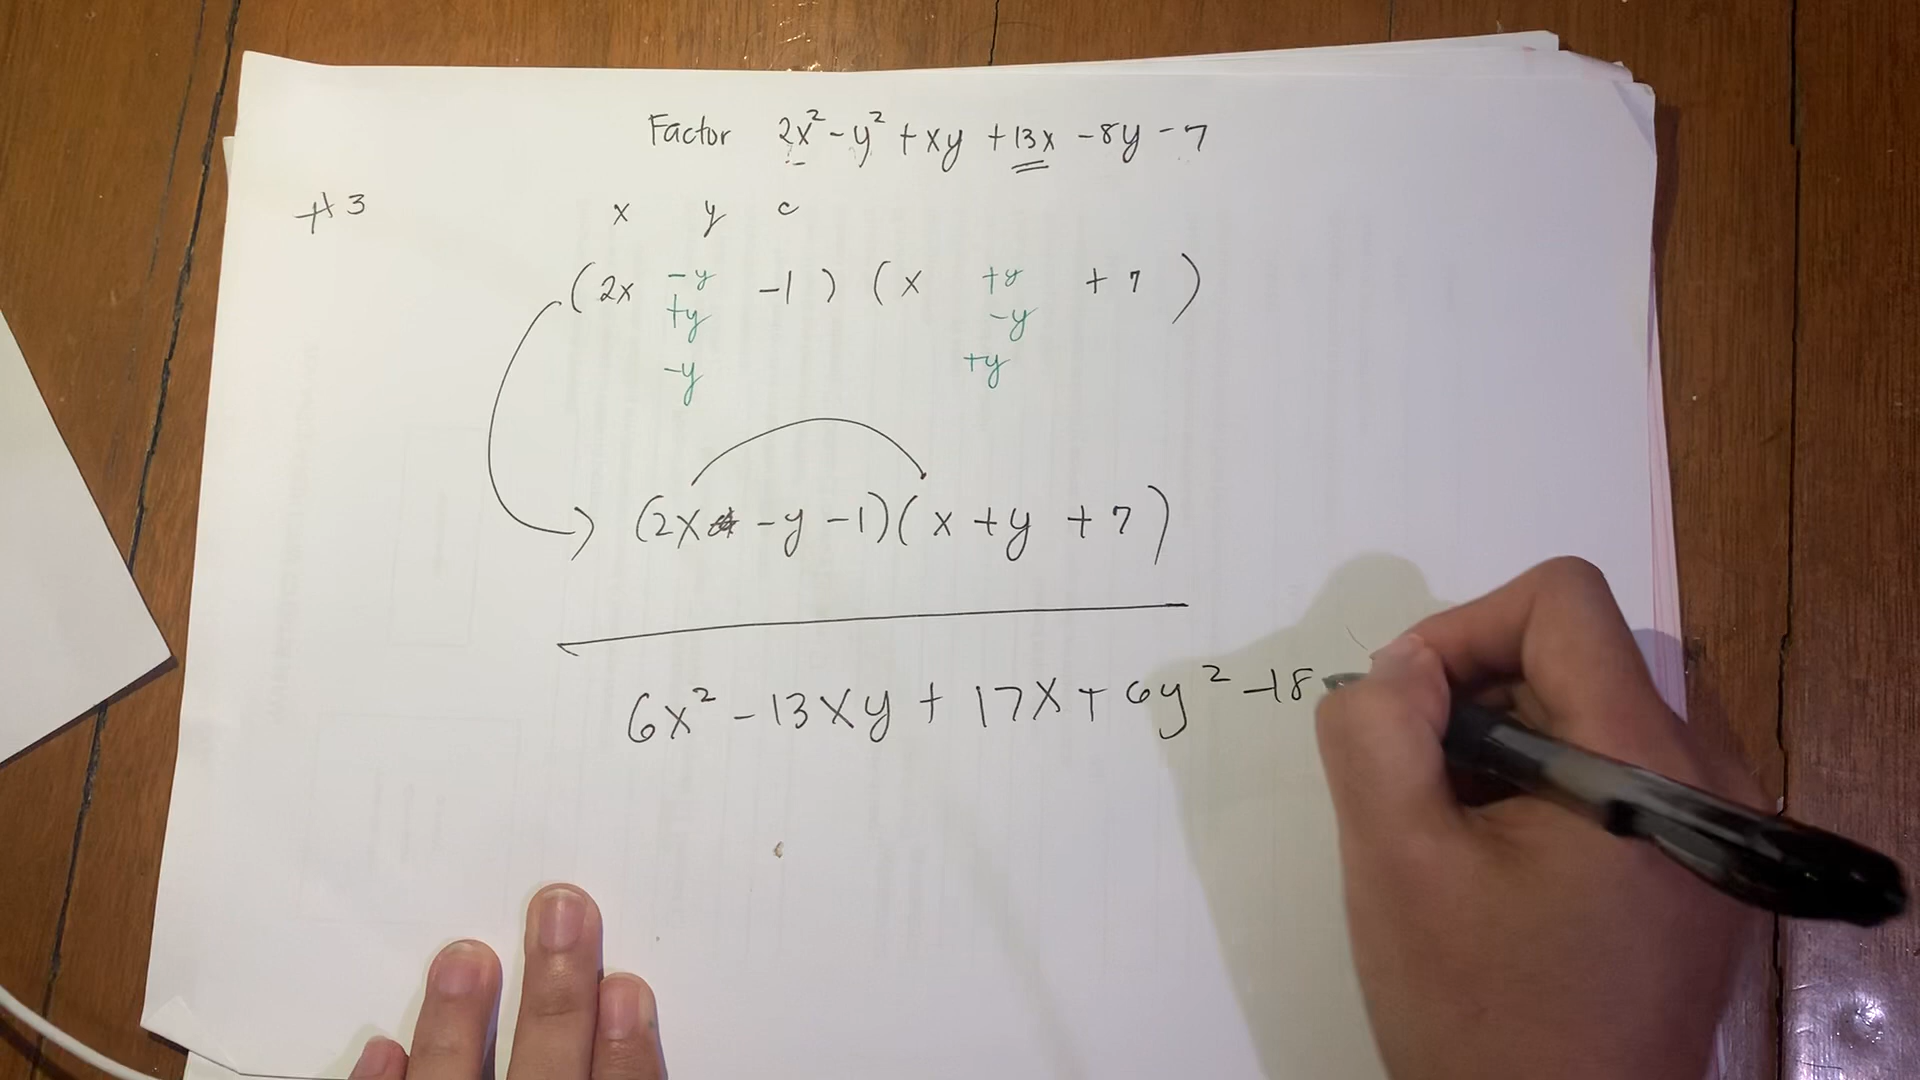 Factor 2x² - y² + xy + 13x - 8y - 7
#3
x y c
(2x -y -1) (x +y + 7)
+y -y
-y +y
(2x - y - 1)(x + y + 7)
6x² - 13xy + 17x + 6y² - 18